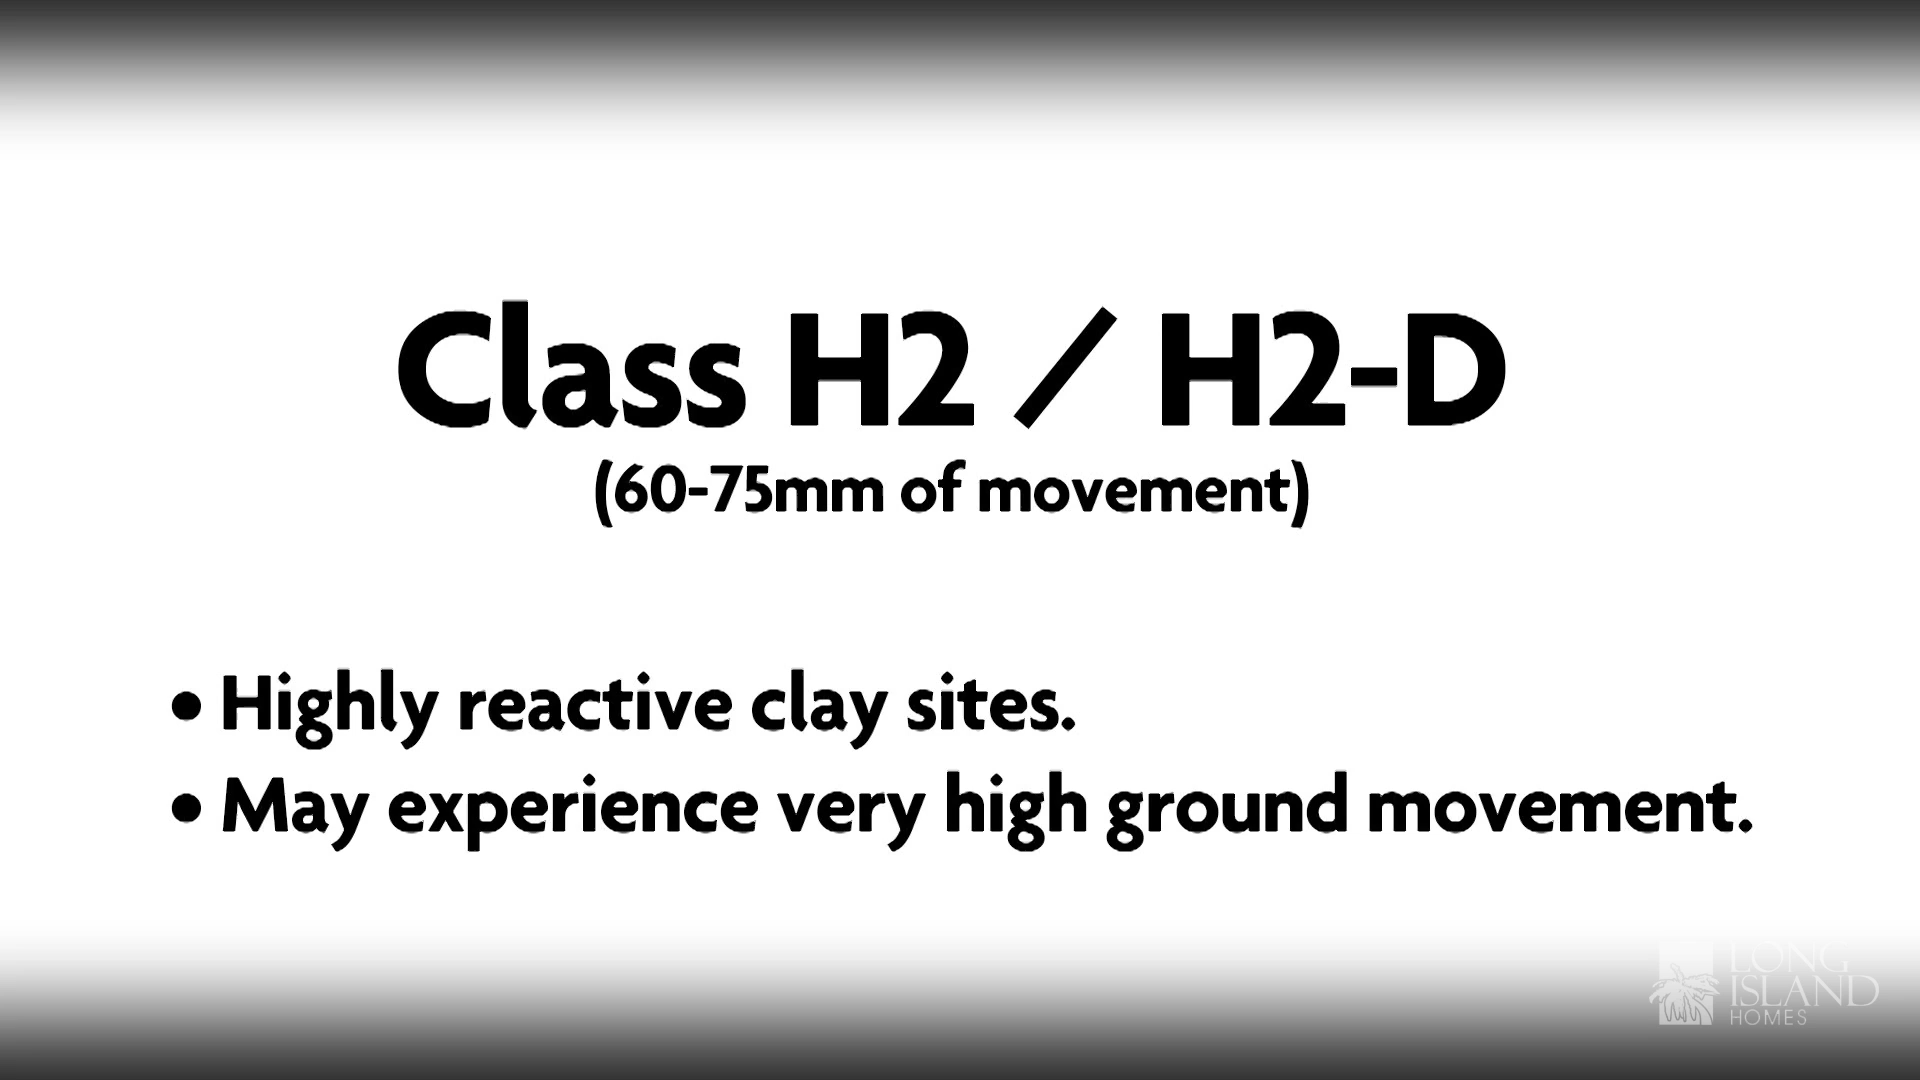 Class H2 / H2-D
(60-75mm of movement)
• Highly reactive clay sites.
• May experience very high ground movement.
LONG
ISLAND
HOMES